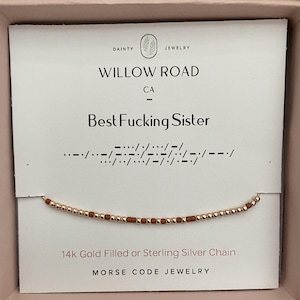 DAINTY JEWELRY
WILLOW ROAD
CA
Best Fucking Sister
14k Gold Filled or Sterling Silver Chain
MORSE CODE JEWELRY